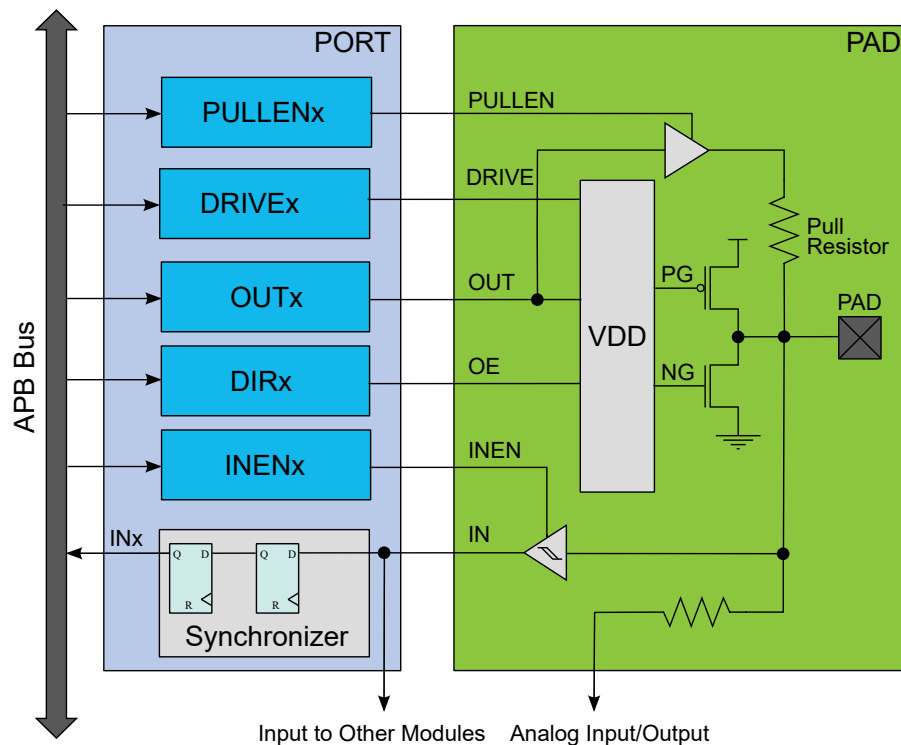 PORT
PAD
APB Bus
PULLENx
PULLEN
DRIVEx
DRIVE
Pull
Resistor
OUTx
OUT
PG
PAD
VDD
DIRx
OE
NG
INENx
INEN
INx
Q D
R
Q D
R
IN
Synchronizer
Input to Other Modules
Analog Input/Output